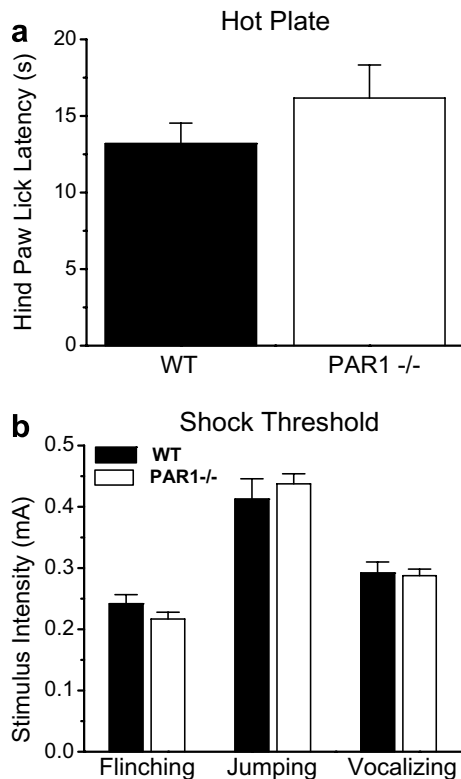 a
Hot Plate
Hind Paw Lick Latency (s)
20
15
10
5
0
WT
PAR1 -/-
b
Shock Threshold
Stimulus Intensity (mA)
0.5
0.4
0.3
0.2
0.1
0.0
WT
PAR1-/-
Flinching
Jumping
Vocalizing